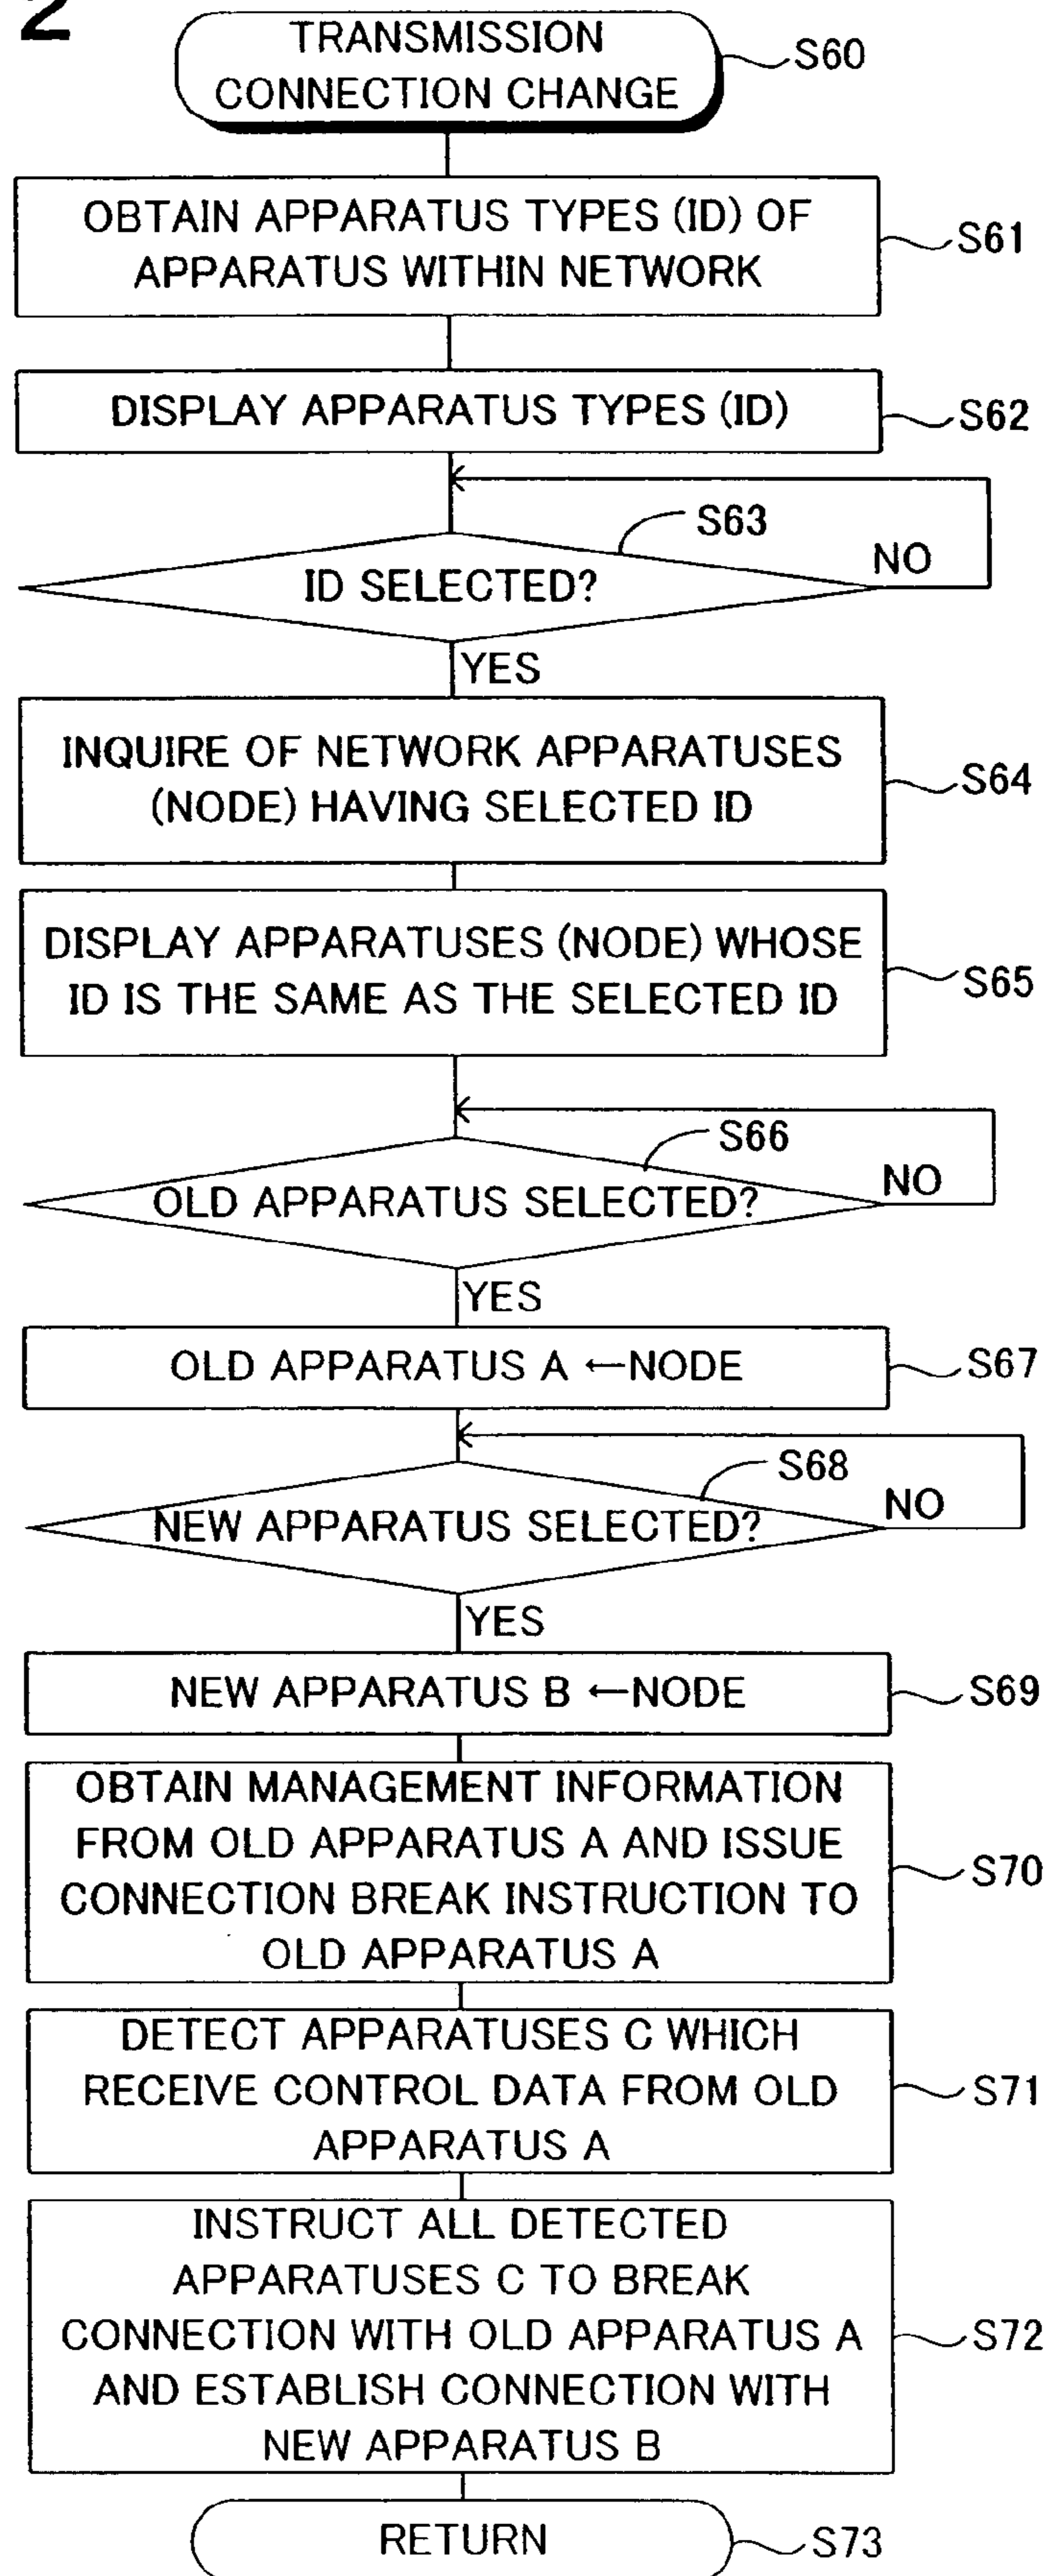 2
TRANSMISSION
CONNECTION CHANGE
S60
OBTAIN APPARATUS TYPES (ID) OF
APPARATUS WITHIN NETWORK
S61
DISPLAY APPARATUS TYPES (ID)
S62
S63
NO
ID SELECTED?
YES
INQUIRE OF NETWORK APPARATUSES
(NODE) HAVING SELECTED ID
S64
DISPLAY APPARATUSES (NODE) WHOSE
ID IS THE SAME AS THE SELECTED ID
S65
S66
NO
OLD APPARATUS SELECTED?
YES
OLD APPARATUS A ←NODE
S67
S68
NO
NEW APPARATUS SELECTED?
YES
NEW APPARATUS B ←NODE
S69
OBTAIN MANAGEMENT INFORMATION
FROM OLD APPARATUS A AND ISSUE
CONNECTION BREAK INSTRUCTION TO
OLD APPARATUS A
S70
DETECT APPARATUSES C WHICH
RECEIVE CONTROL DATA FROM OLD
APPARATUS A
S71
INSTRUCT ALL DETECTED
APPARATUSES C TO BREAK
CONNECTION WITH OLD APPARATUS A
AND ESTABLISH CONNECTION WITH
NEW APPARATUS B
S72
RETURN
S73